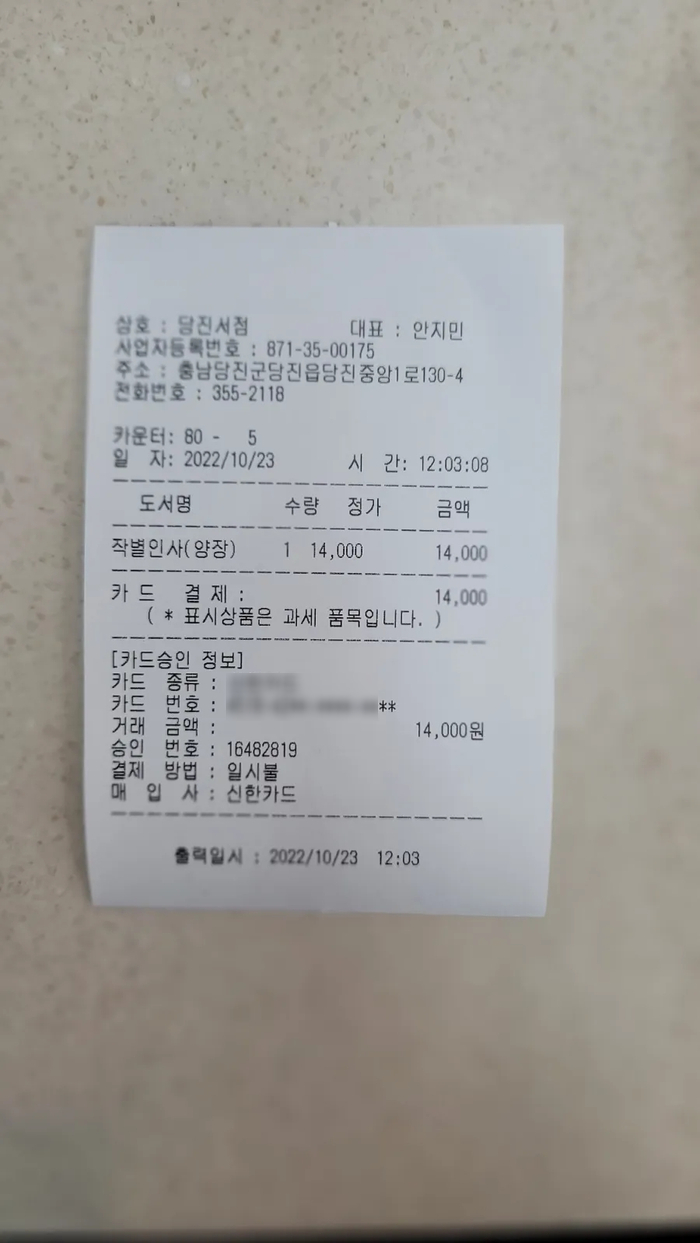 상호 : 당진서점 대표 : 안지민
사업자등록번호 : 871-35-00175
주소 : 충남당진군당진읍당진중앙1로130-4
전화번호 : 355-2118
카운터: 80 - 5
일 자: 2022/10/23 시 간: 12:03:08
도서명 수량 정가 금액
작별인사(양장) 1 14,000 14,000
카 드 결 제 : 14,000
( * 표시상품은 과세 품목입니다. )
[카드승인 정보]
카드 종류 :
카드 번호 : **
거래 금액 : 14,000원
승인 번호 : 16482819
결제 방법 : 일시불
매 입 사 : 신한카드
출력일시 : 2022/10/23 12:03